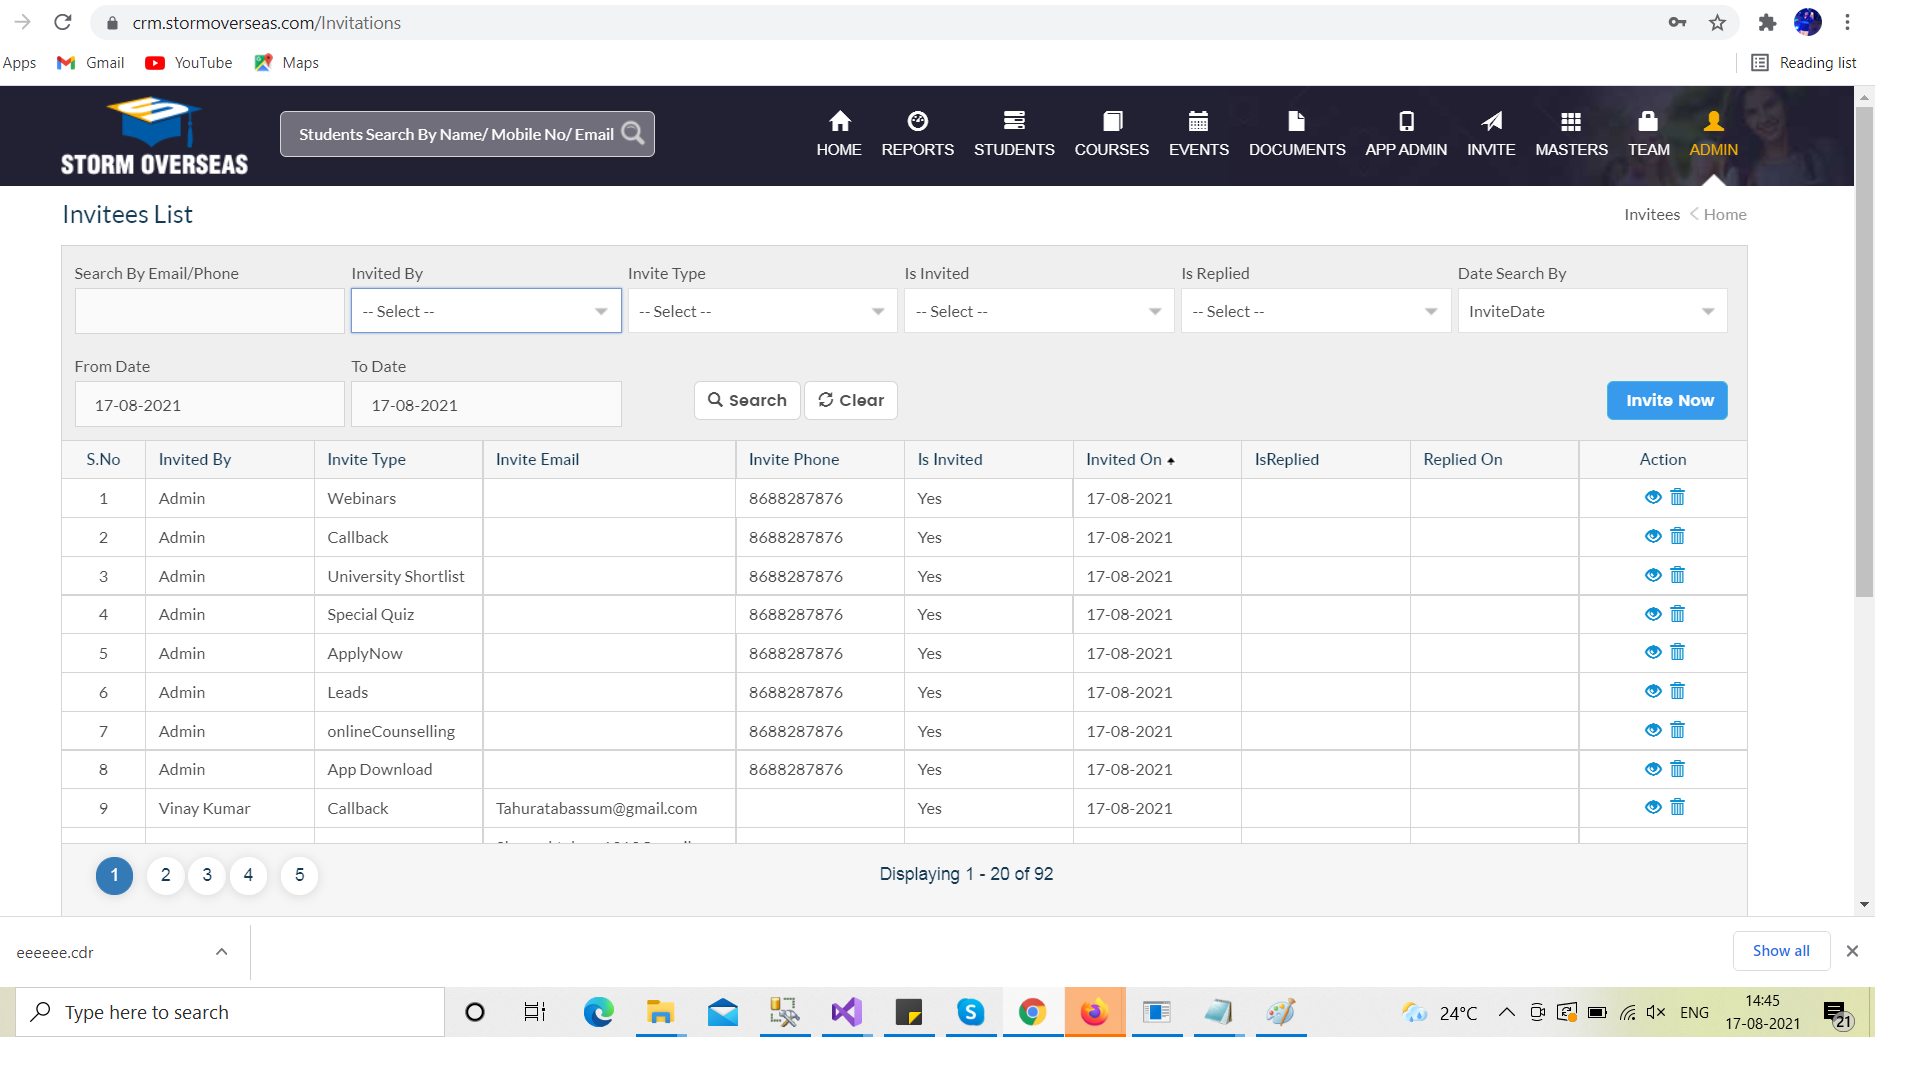 crm.stormoverseas.com/Invitations
Apps Gmail YouTube Maps Reading list
STORM OVERSEAS
Students Search By Name/ Mobile No/ Email
HOME REPORTS STUDENTS COURSES EVENTS DOCUMENTS APP ADMIN INVITE MASTERS TEAM ADMIN
Invitees List
Invitees < Home
Search By Email/Phone Invited By Invite Type Is Invited Is Replied Date Search By
-- Select -- -- Select -- -- Select -- -- Select -- InviteDate
From Date To Date
17-08-2021 17-08-2021 Search Clear Invite Now
S.No Invited By Invite Type Invite Email Invite Phone Is Invited Invited On IsReplied Replied On Action
1 Admin Webinars 8688287876 Yes 17-08-2021
2 Admin Callback 8688287876 Yes 17-08-2021
3 Admin University Shortlist 8688287876 Yes 17-08-2021
4 Admin Special Quiz 8688287876 Yes 17-08-2021
5 Admin ApplyNow 8688287876 Yes 17-08-2021
6 Admin Leads 8688287876 Yes 17-08-2021
7 Admin onlineCounselling 8688287876 Yes 17-08-2021
8 Admin App Download 8688287876 Yes 17-08-2021
9 Vinay Kumar Callback Tahuratabassum@gmail.com Yes 17-08-2021
1 2 3 4 5 Displaying 1 - 20 of 92
eeeeee.cdr Show all
Type here to search 24°C ENG 14:45
17-08-2021 21